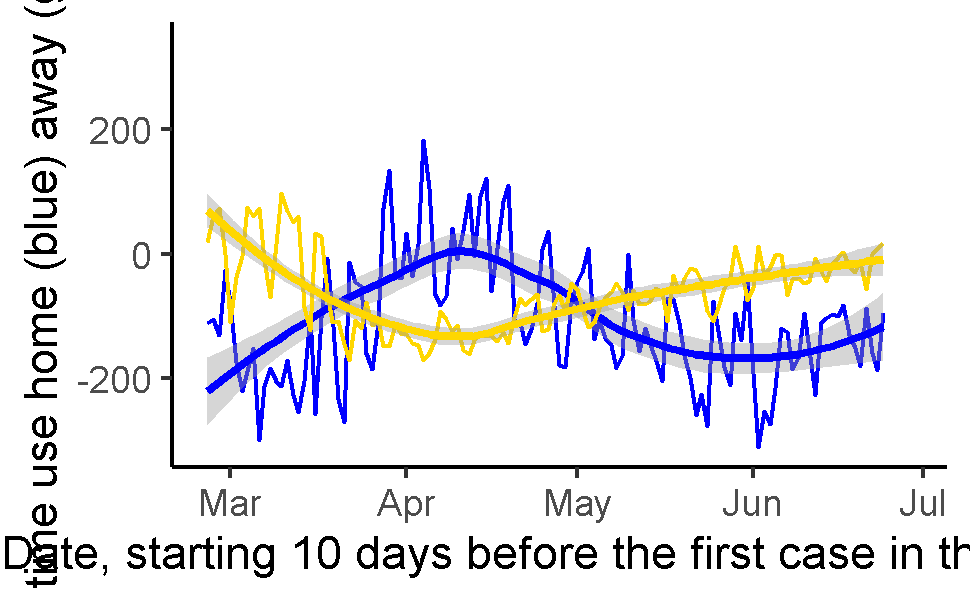 time use home (blue) away (
200
0
-200
Mar Apr May Jun Jul
Date, starting 10 days before the first case in th